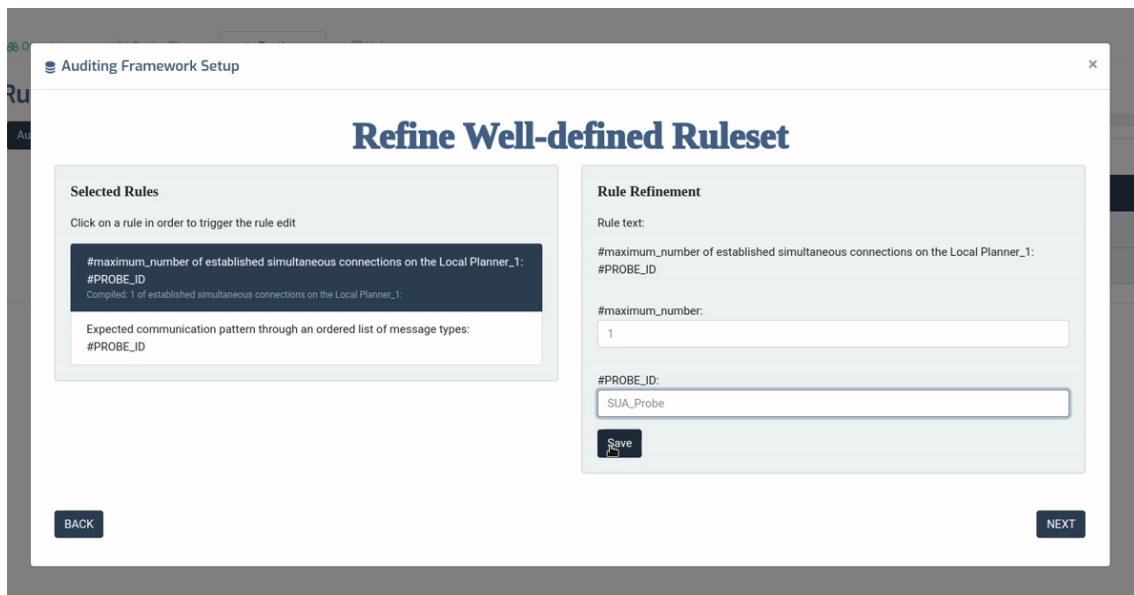 Auditing Framework Setup
×
Refine Well-defined Ruleset
Selected Rules
Click on a rule in order to trigger the rule edit
#maximum_number of established simultaneous connections on the Local Planner_1:
#PROBE_ID
Compiled: 1 of established simultaneous connections on the Local Planner_1:
Expected communication pattern through an ordered list of message types:
#PROBE_ID
Rule Refinement
Rule text:
#maximum_number of established simultaneous connections on the Local Planner_1:
#PROBE_ID
#maximum_number:
1
#PROBE_ID:
SUA_Probe
Save
BACK
NEXT